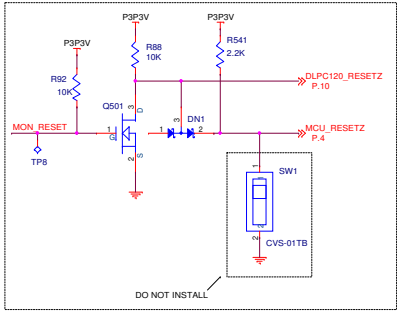 P3P3V P3P3V
P3P3V
R88
10K
R541
2.2K
R92
10K
DLPC120_RESETZ
P.10
Q501
3
D
3
DN1
MON_RESET
1
G
1
2
MCU_RESETZ
P.4
S
2
TP8
1
SW1
2
CVS-01TB
DO NOT INSTALL